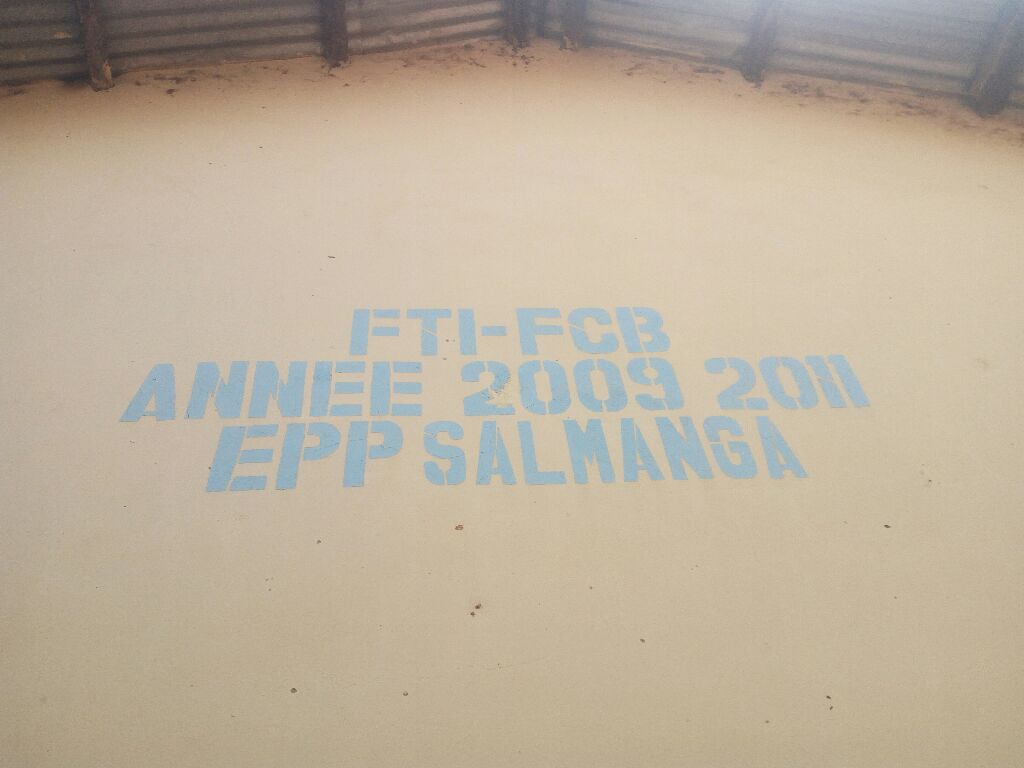 FTI-FCB
ANNEE 2009 2011
EPP SALMANGA